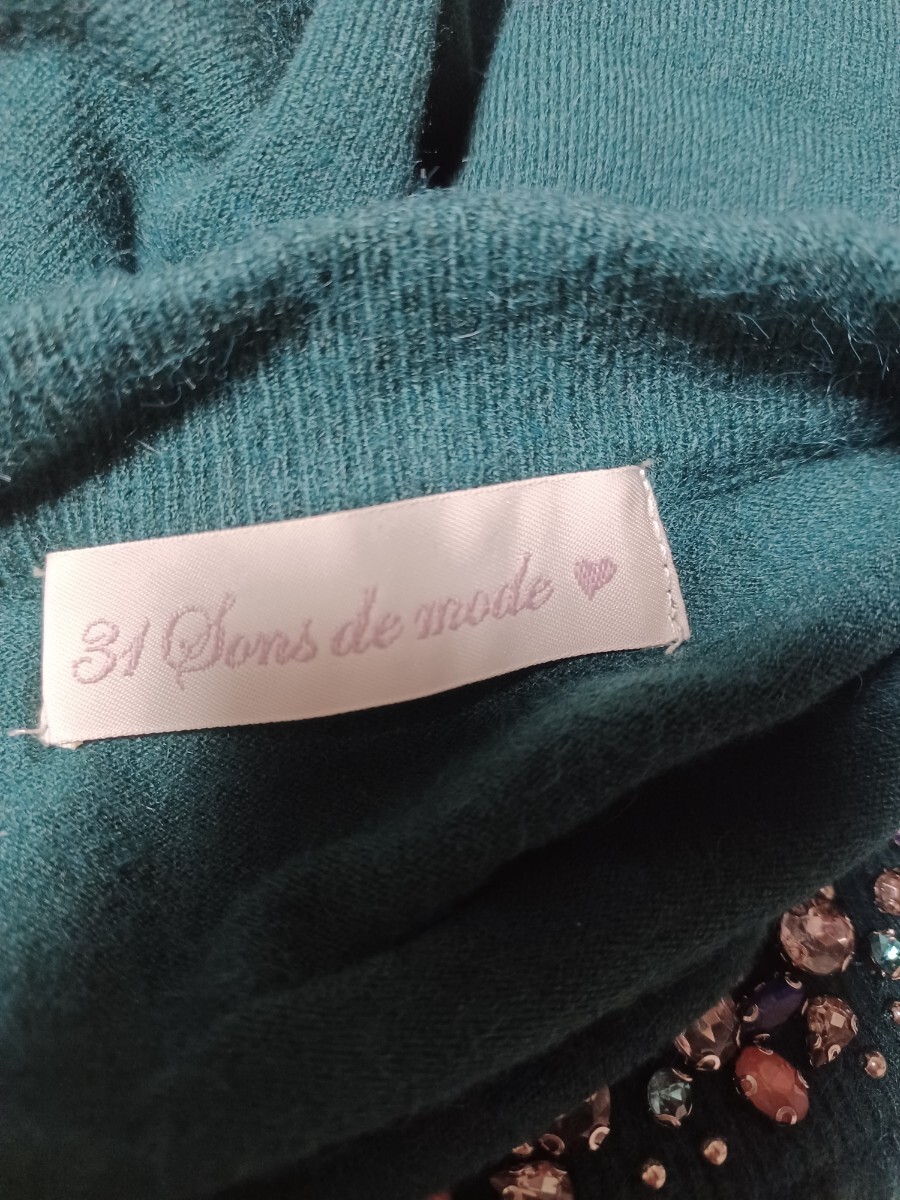 31 Sons de mode ♥